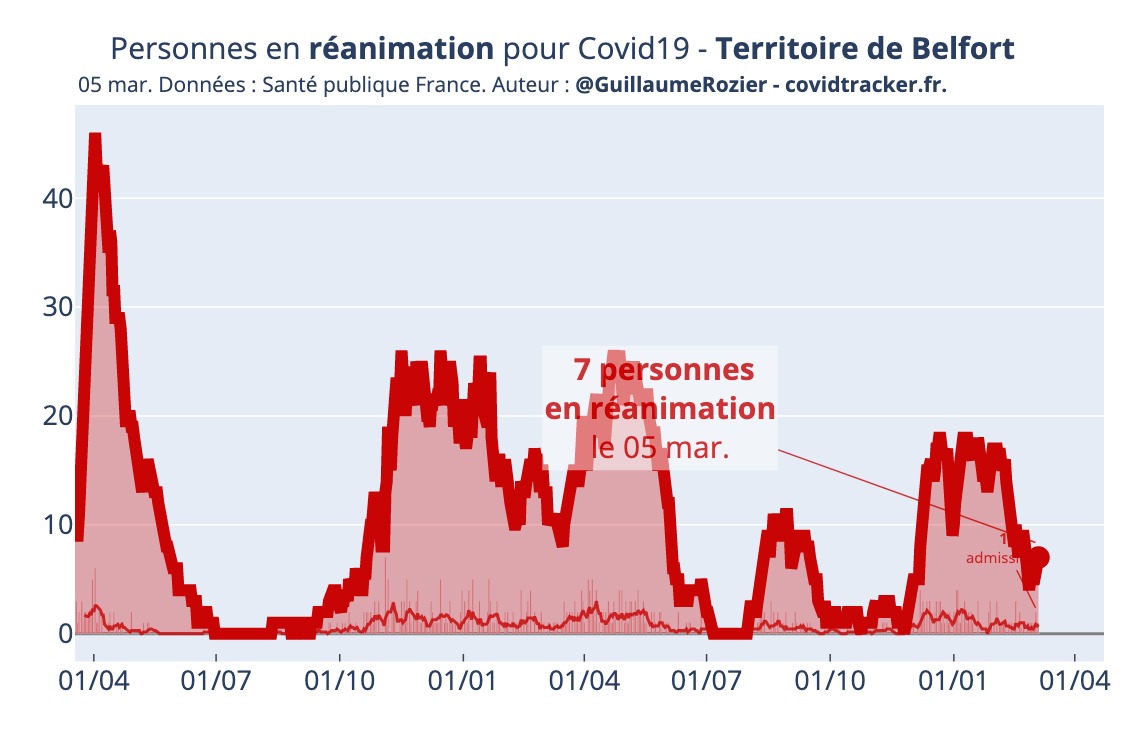 Personnes en réanimation pour Covid19 - Territoire de Belfort
05 mar. Données : Santé publique France. Auteur : @GuillaumeRozier - covidtracker.fr.
40
30
20
10
0
7 personnes
en réanimation
le 05 mar.
01/04 01/07 01/10 01/01 01/04 01/07 01/10 01/01 01/04